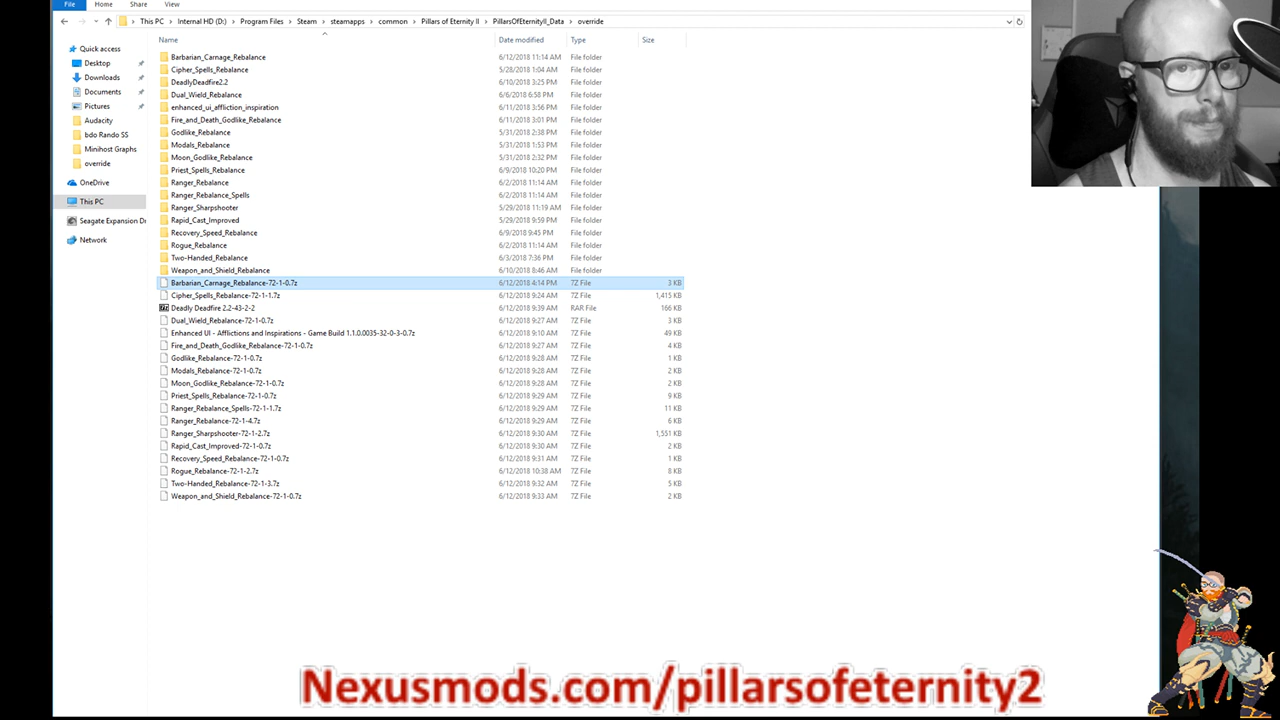 File Home Share View
This PC > Internal HD (D:) > Program Files > Steam > steamapps > common > Pillars of Eternity II > PillarsOfEternityII_Data > override
Name Date modified Type Size
Quick access
Desktop
Downloads
Documents
Pictures
Audacity
bdo Rando SS
Minihost Graphs
override
OneDrive
This PC
Seagate Expansion Dr
Network
Barbarian_Carnage_Rebalance 6/12/2018 11:14 AM File folder
Cipher_Spells_Rebalance 5/28/2018 1:04 AM File folder
DeadlyDeadfire2.2 6/10/2018 3:25 PM File folder
Dual_Wield_Rebalance 6/6/2018 6:58 PM File folder
enhanced_ui_affliction_inspiration 6/11/2018 3:56 PM File folder
Fire_and_Death_Godlike_Rebalance 6/11/2018 3:01 PM File folder
Godlike_Rebalance 5/31/2018 2:38 PM File folder
Modals_Rebalance 5/31/2018 1:53 PM File folder
Moon_Godlike_Rebalance 5/31/2018 2:32 PM File folder
Priest_Spells_Rebalance 6/9/2018 10:20 PM File folder
Ranger_Rebalance 6/2/2018 11:14 AM File folder
Ranger_Rebalance_Spells 6/2/2018 11:14 AM File folder
Ranger_Sharpshooter 5/29/2018 11:19 AM File folder
Rapid_Cast_Improved 5/29/2018 9:59 PM File folder
Recovery_Speed_Rebalance 6/9/2018 9:45 PM File folder
Rogue_Rebalance 6/2/2018 11:14 AM File folder
Two-Handed_Rebalance 6/3/2018 7:36 PM File folder
Weapon_and_Shield_Rebalance 6/10/2018 8:46 AM File folder
Barbarian_Carnage_Rebalance-72-1-0.7z 6/12/2018 4:14 PM 7Z File 3 KB
Cipher_Spells_Rebalance-72-1-1.7z 6/12/2018 9:24 AM 7Z File 1,415 KB
Deadly Deadfire 2.2-43-2-2 6/12/2018 9:39 AM RAR File 166 KB
Dual_Wield_Rebalance-72-1-0.7z 6/12/2018 9:27 AM 7Z File 3 KB
Enhanced UI - Afflictions and Inspirations - Game Build 1.1.0.0035-32-0-3-0.7z 6/12/2018 9:10 AM 7Z File 49 KB
Fire_and_Death_Godlike_Rebalance-72-1-0.7z 6/12/2018 9:27 AM 7Z File 4 KB
Godlike_Rebalance-72-1-0.7z 6/12/2018 9:28 AM 7Z File 1 KB
Modals_Rebalance-72-1-0.7z 6/12/2018 9:28 AM 7Z File 2 KB
Moon_Godlike_Rebalance-72-1-0.7z 6/12/2018 9:28 AM 7Z File 2 KB
Priest_Spells_Rebalance-72-1-0.7z 6/12/2018 9:29 AM 7Z File 9 KB
Ranger_Rebalance_Spells-72-1-1.7z 6/12/2018 9:29 AM 7Z File 11 KB
Ranger_Rebalance-72-1-4.7z 6/12/2018 9:29 AM 7Z File 6 KB
Ranger_Sharpshooter-72-1-2.7z 6/12/2018 9:30 AM 7Z File 1,551 KB
Rapid_Cast_Improved-72-1-0.7z 6/12/2018 9:30 AM 7Z File 2 KB
Recovery_Speed_Rebalance-72-1-0.7z 6/12/2018 9:31 AM 7Z File 1 KB
Rogue_Rebalance-72-1-2.7z 6/12/2018 10:38 AM 7Z File 8 KB
Two-Handed_Rebalance-72-1-3.7z 6/12/2018 9:32 AM 7Z File 5 KB
Weapon_and_Shield_Rebalance-72-1-0.7z 6/12/2018 9:33 AM 7Z File 2 KB
Nexusmods.com/pillarsofeternity2